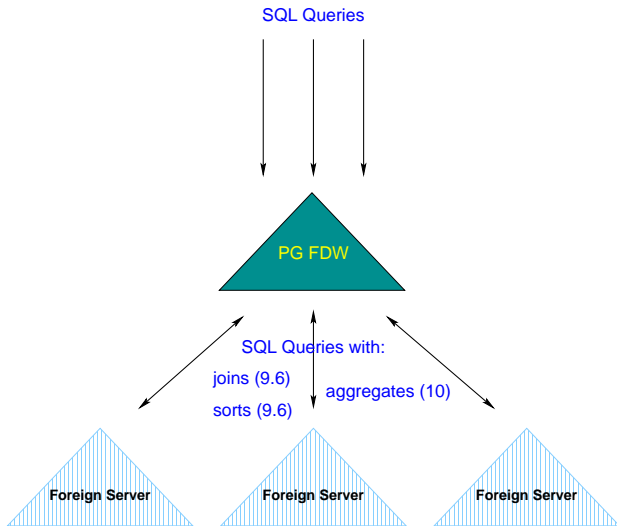 SQL Queries
PG FDW
SQL Queries with:
joins (9.6)
aggregates (10)
sorts (9.6)
Foreign Server
Foreign Server
Foreign Server